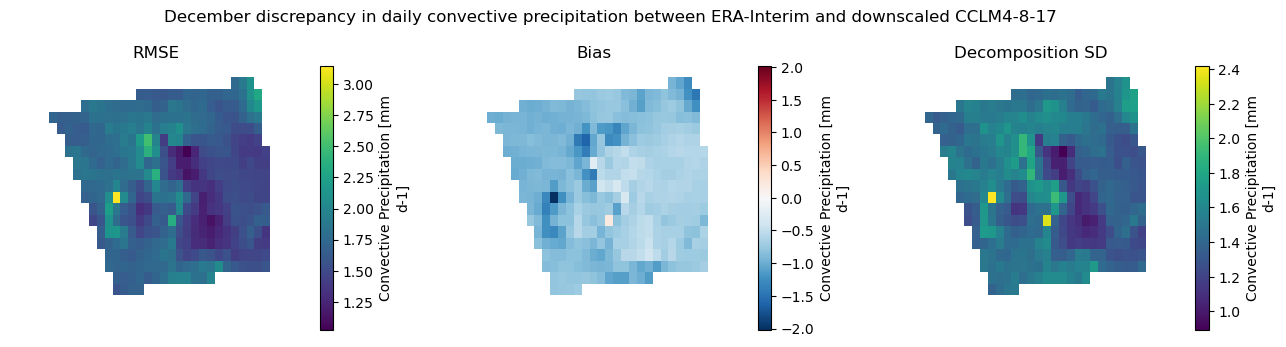 December discrepancy in daily convective precipitation between ERA-Interim and downscaled CCLM4-8-17
RMSE
3.00
2.75
2.50
2.25
2.00
1.75
1.50
1.25
Convective Precipitation [mm
d-1]
Bias
2.0
1.5
1.0
0.5
0.0
−0.5
−1.0
−1.5
−2.0
Convective Precipitation [mm
d-1]
Decomposition SD
2.4
2.2
2.0
1.8
1.6
1.4
1.2
1.0
Convective Precipitation [mm
d-1]